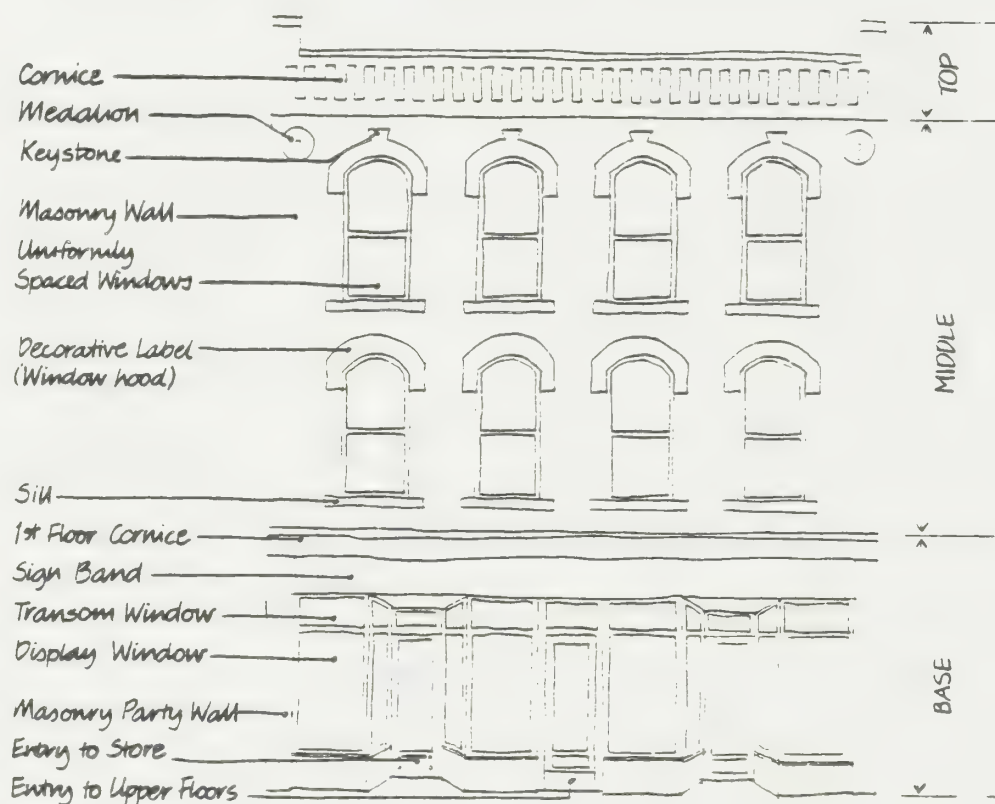 Cornice
Medallion
Keystone
Masonry Wall
Uniformly
Spaced Windows
Decorative Label
(Window hood)
Sill
1st Floor Cornice
Sign Band
Transom Window
Display Window
Masonry Party Wall
Entry to Store
Entry to Upper Floors
TOP
MIDDLE
BASE